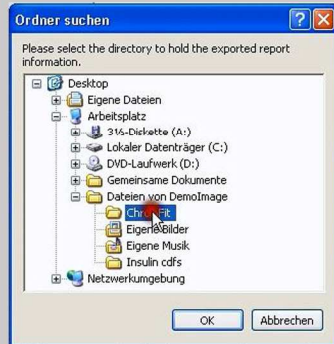 Ordner suchen
Please select the directory to hold the exported report
information.
Desktop
Eigene Dateien
Arbeitsplatz
3½-Diskette (A:)
Lokaler Datenträger (C:)
DVD-Laufwerk (D:)
Gemeinsame Dokumente
Dateien von DemoImage
Eigene Bilder
Eigene Musik
Insulin cdfs
Netzwerkumgebung
OK
Abbrechen